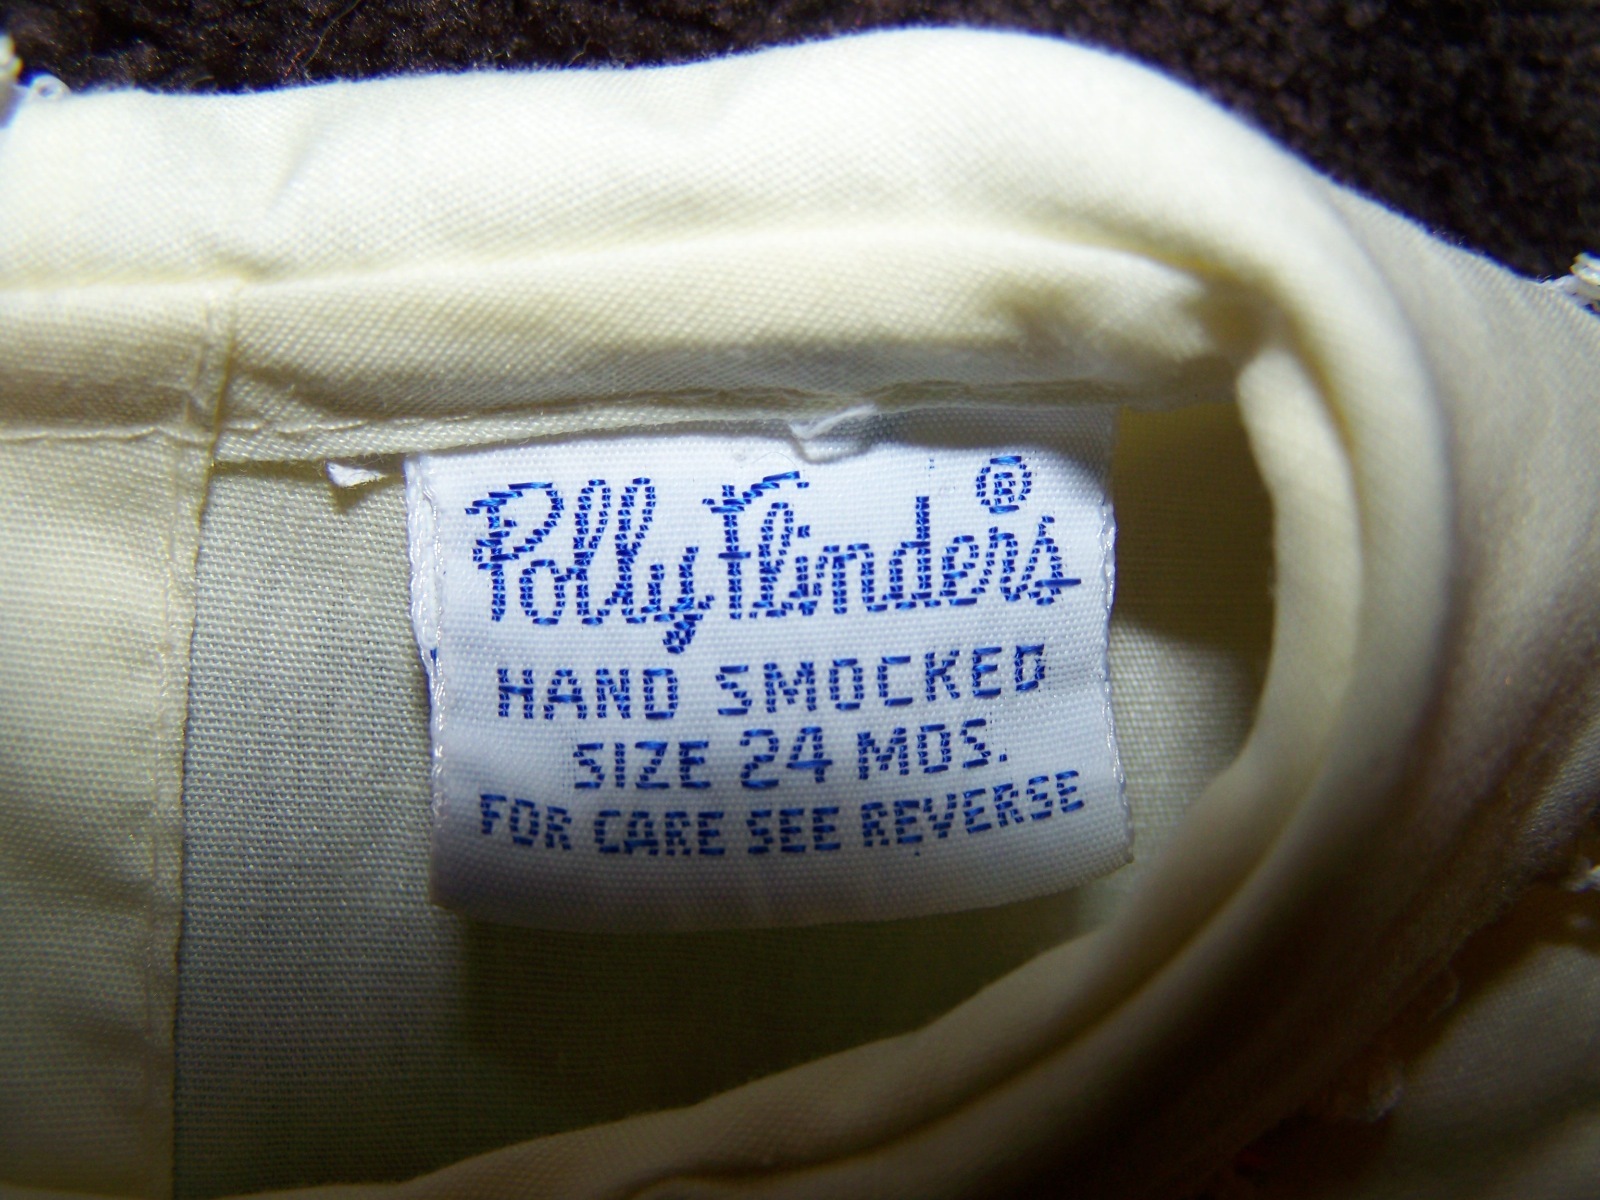 Polly Flinders®
HAND SMOCKED
SIZE 24 MOS.
FOR CARE SEE REVERSE